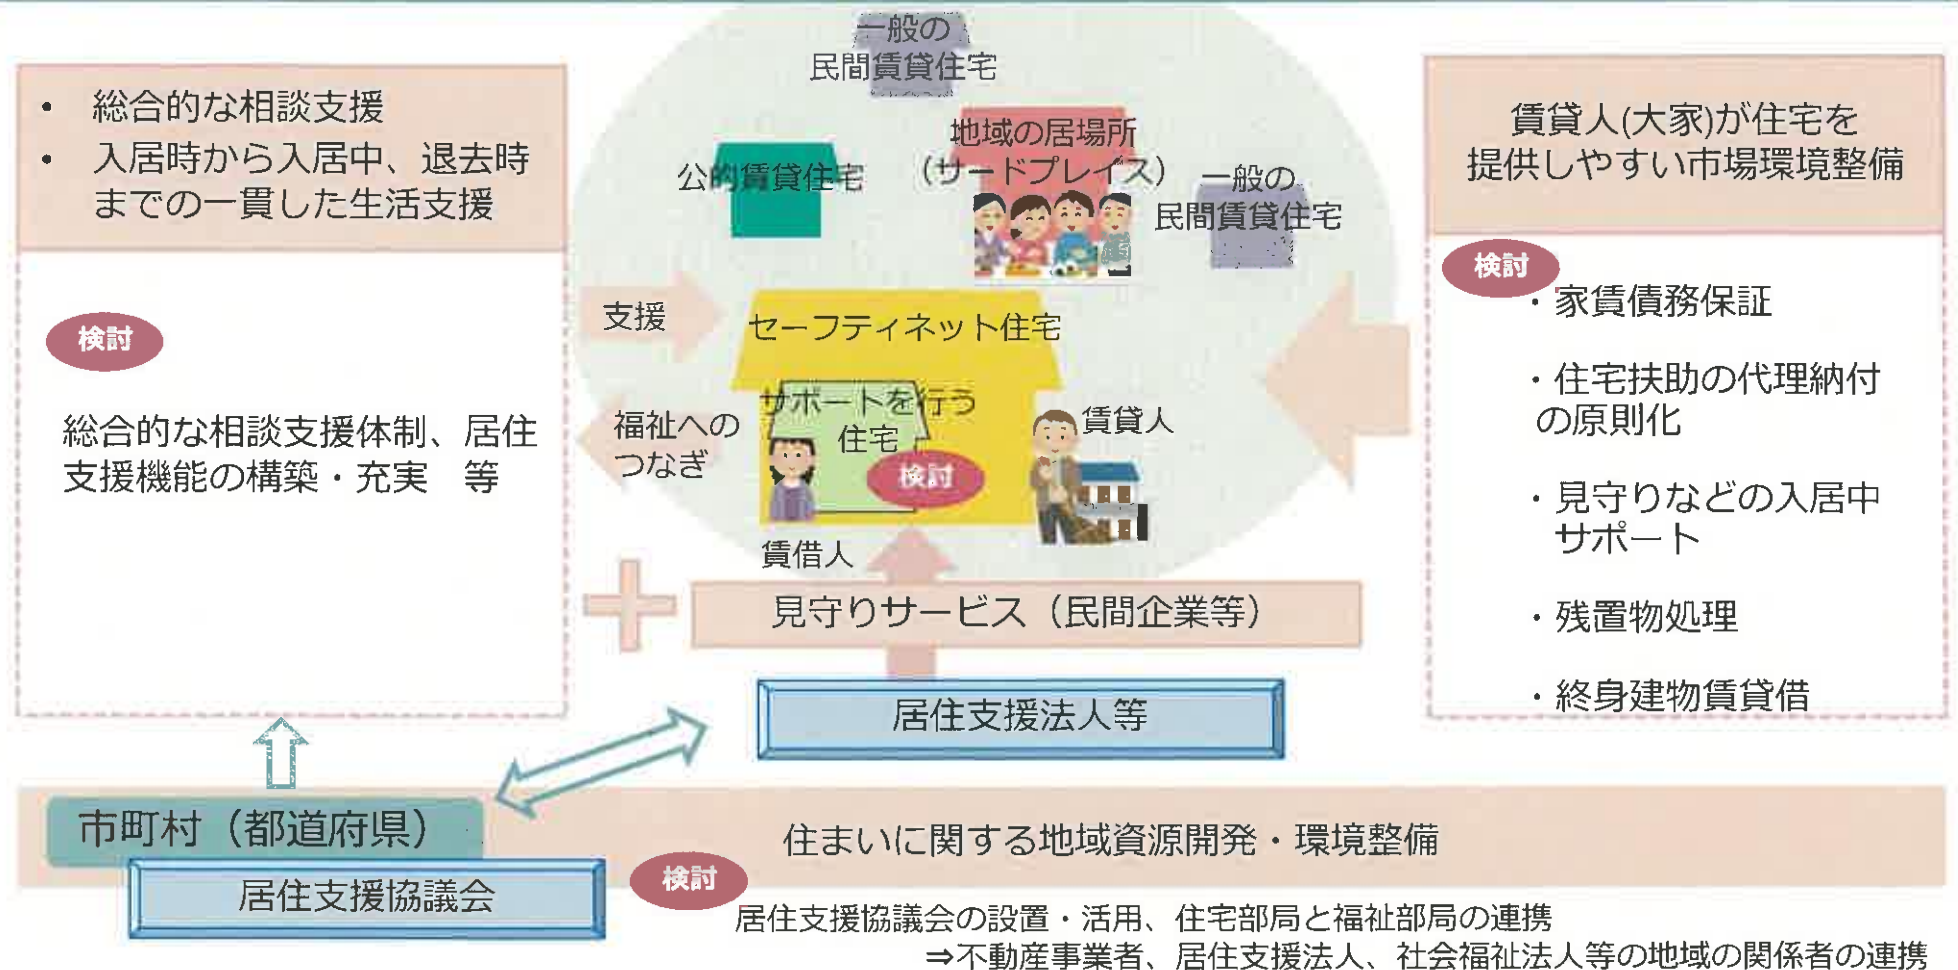 • 総合的な相談支援
• 入居時から入居中、退去時
までの一貫した生活支援
検討
総合的な相談支援体制、居住
支援機能の構築・充実　等
一般の
民間賃貸住宅
公的賃貸住宅
地域の居場所
（サードプレイス）
一般の
民間賃貸住宅
支援
福祉への
つなぎ
セーフティネット住宅
サポートを行う
住宅
検討
賃貸人
賃借人
見守りサービス（民間企業等）
居住支援法人等
賃貸人(大家)が住宅を
提供しやすい市場環境整備
検討
・家賃債務保証
・住宅扶助の代理納付
の原則化
・見守りなどの入居中
サポート
・残置物処理
・終身建物賃貸借
市町村（都道府県）
居住支援協議会
住まいに関する地域資源開発・環境整備
検討
居住支援協議会の設置・活用、住宅部局と福祉部局の連携
⇒不動産事業者、居住支援法人、社会福祉法人等の地域の関係者の連携